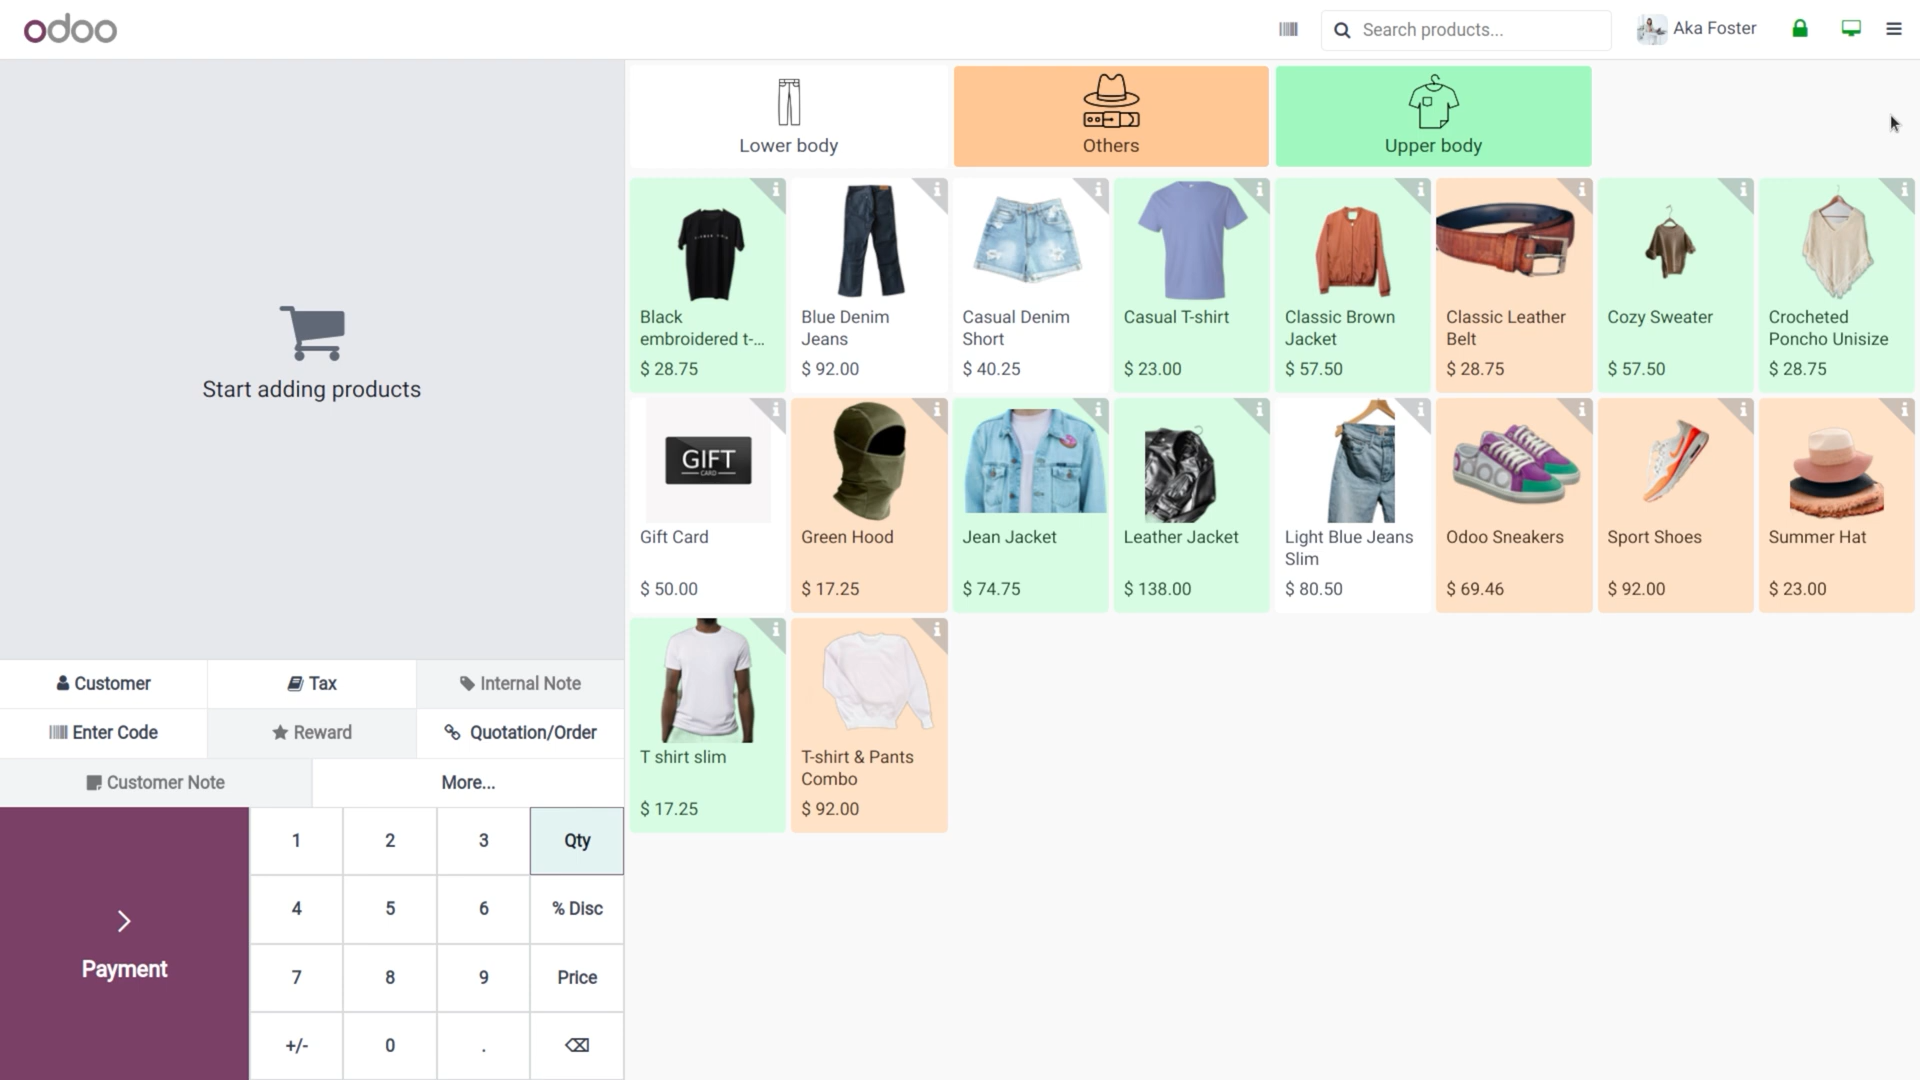 odoo
Search products...
Aka Foster
Start adding products
Lower body
Others
Upper body
Black
embroidered t-...
$ 28.75
Blue Denim
Jeans
$ 92.00
Casual Denim
Short
$ 40.25
Casual T-shirt
$ 23.00
Classic Brown
Jacket
$ 57.50
Classic Leather
Belt
$ 28.75
Cozy Sweater
$ 57.50
Crocheted
Poncho Unisize
$ 28.75
GIFT
CARD
Gift Card
$ 50.00
Green Hood
$ 17.25
Jean Jacket
$ 74.75
Leather Jacket
$ 138.00
Light Blue Jeans
Slim
$ 80.50
odoo
Odoo Sneakers
$ 69.46
Sport Shoes
$ 92.00
Summer Hat
$ 23.00
T shirt slim
$ 17.25
T-shirt & Pants
Combo
$ 92.00
Customer
Tax
Internal Note
Enter Code
Reward
Quotation/Order
Customer Note
More...
Payment
1
2
3
Qty
4
5
6
% Disc
7
8
9
Price
+/-
0
.
⌫